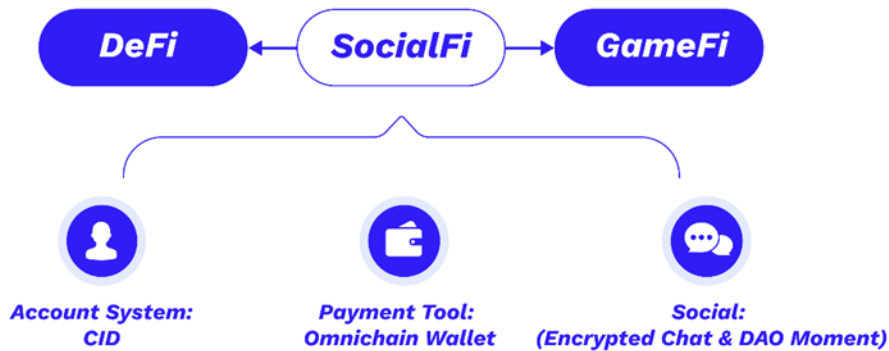 DeFi
SocialFi
GameFi
Account System:
CID
Payment Tool:
Omnichain Wallet
Social:
(Encrypted Chat & DAO Moment)